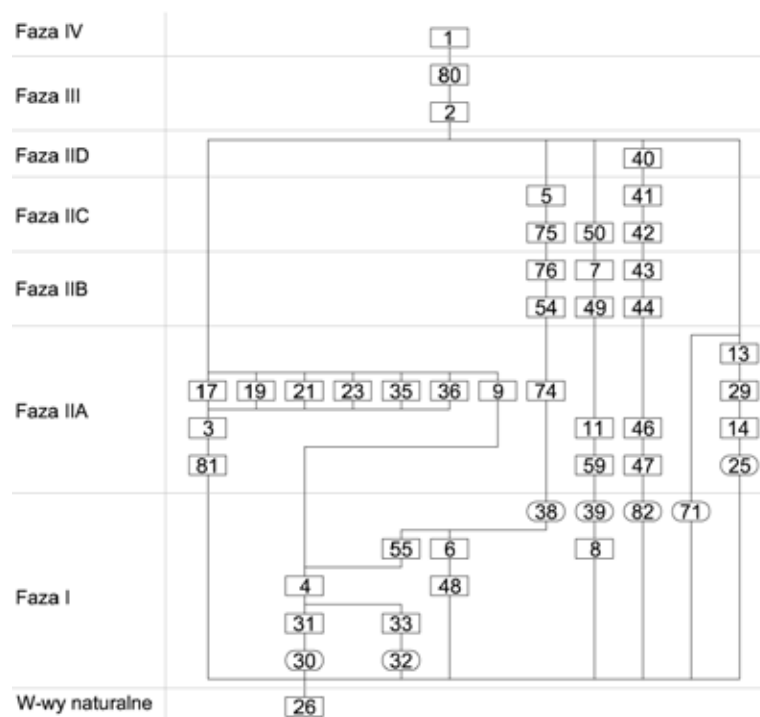 Faza IV
1
80
Faza III
2
Faza IID
40
5 41
Faza IIC
75 50 42
76 7 43
Faza IIB
54 49 44
13
17 19 21 23 35 36 9 74 29
Faza IIA
3 11 46 14
81 59 47 25
38 39 82 71
55 6 8
4 48
Faza I
31 33
30 32
W-wy naturalne
26